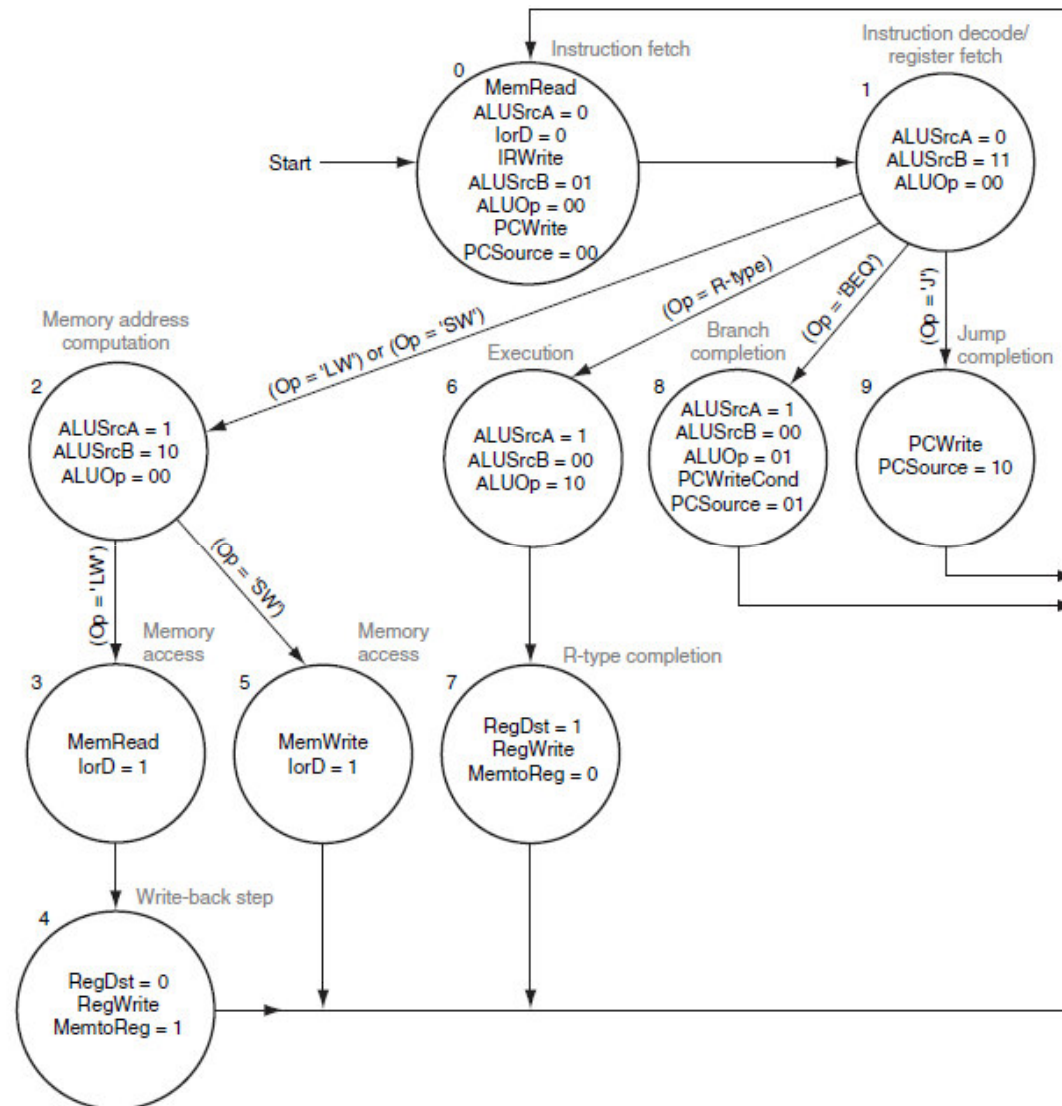 Instruction fetch
0
MemRead
ALUSrcA = 0
IorD = 0
IRWrite
ALUSrcB = 01
ALUOp = 00
PCWrite
PCSource = 00
Start
Instruction decode/
register fetch
1
ALUSrcA = 0
ALUSrcB = 11
ALUOp = 00
(Op = 'LW') or (Op = 'SW')
(Op = R-type)
(Op = 'BEQ')
(Op = 'J')
Memory address
computation
2
ALUSrcA = 1
ALUSrcB = 10
ALUOp = 00
Execution
6
ALUSrcA = 1
ALUSrcB = 00
ALUOp = 10
Branch
completion
8
ALUSrcA = 1
ALUSrcB = 00
ALUOp = 01
PCWriteCond
PCSource = 01
Jump
completion
9
PCWrite
PCSource = 10
(Op = 'LW')
(Op = 'SW')
Memory
access
3
MemRead
IorD = 1
Memory
access
5
MemWrite
IorD = 1
R-type completion
7
RegDst = 1
RegWrite
MemtoReg = 0
Write-back step
4
RegDst = 0
RegWrite
MemtoReg = 1